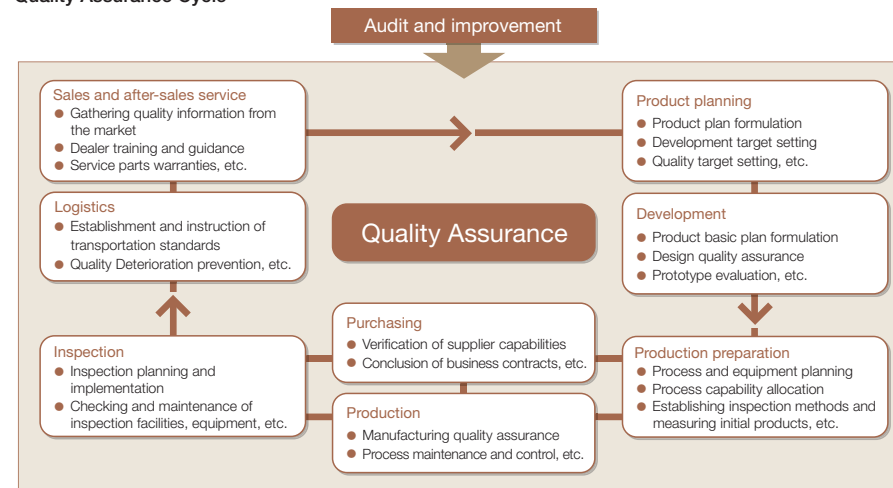 Quality Assurance Cycle
Audit and improvement
Sales and after-sales service
● Gathering quality information from
the market
● Dealer training and guidance
● Service parts warranties, etc.
Product planning
● Product plan formulation
● Development target setting
● Quality target setting, etc.
Logistics
● Establishment and instruction of
transportation standards
● Quality Deterioration prevention, etc.
Quality Assurance
Development
● Product basic plan formulation
● Design quality assurance
● Prototype evaluation, etc.
Purchasing
● Verification of supplier capabilities
● Conclusion of business contracts, etc.
Inspection
● Inspection planning and
implementation
● Checking and maintenance of
inspection facilities, equipment, etc.
Production preparation
● Process and equipment planning
● Process capability allocation
● Establishing inspection methods and
measuring initial products, etc.
Production
● Manufacturing quality assurance
● Process maintenance and control, etc.